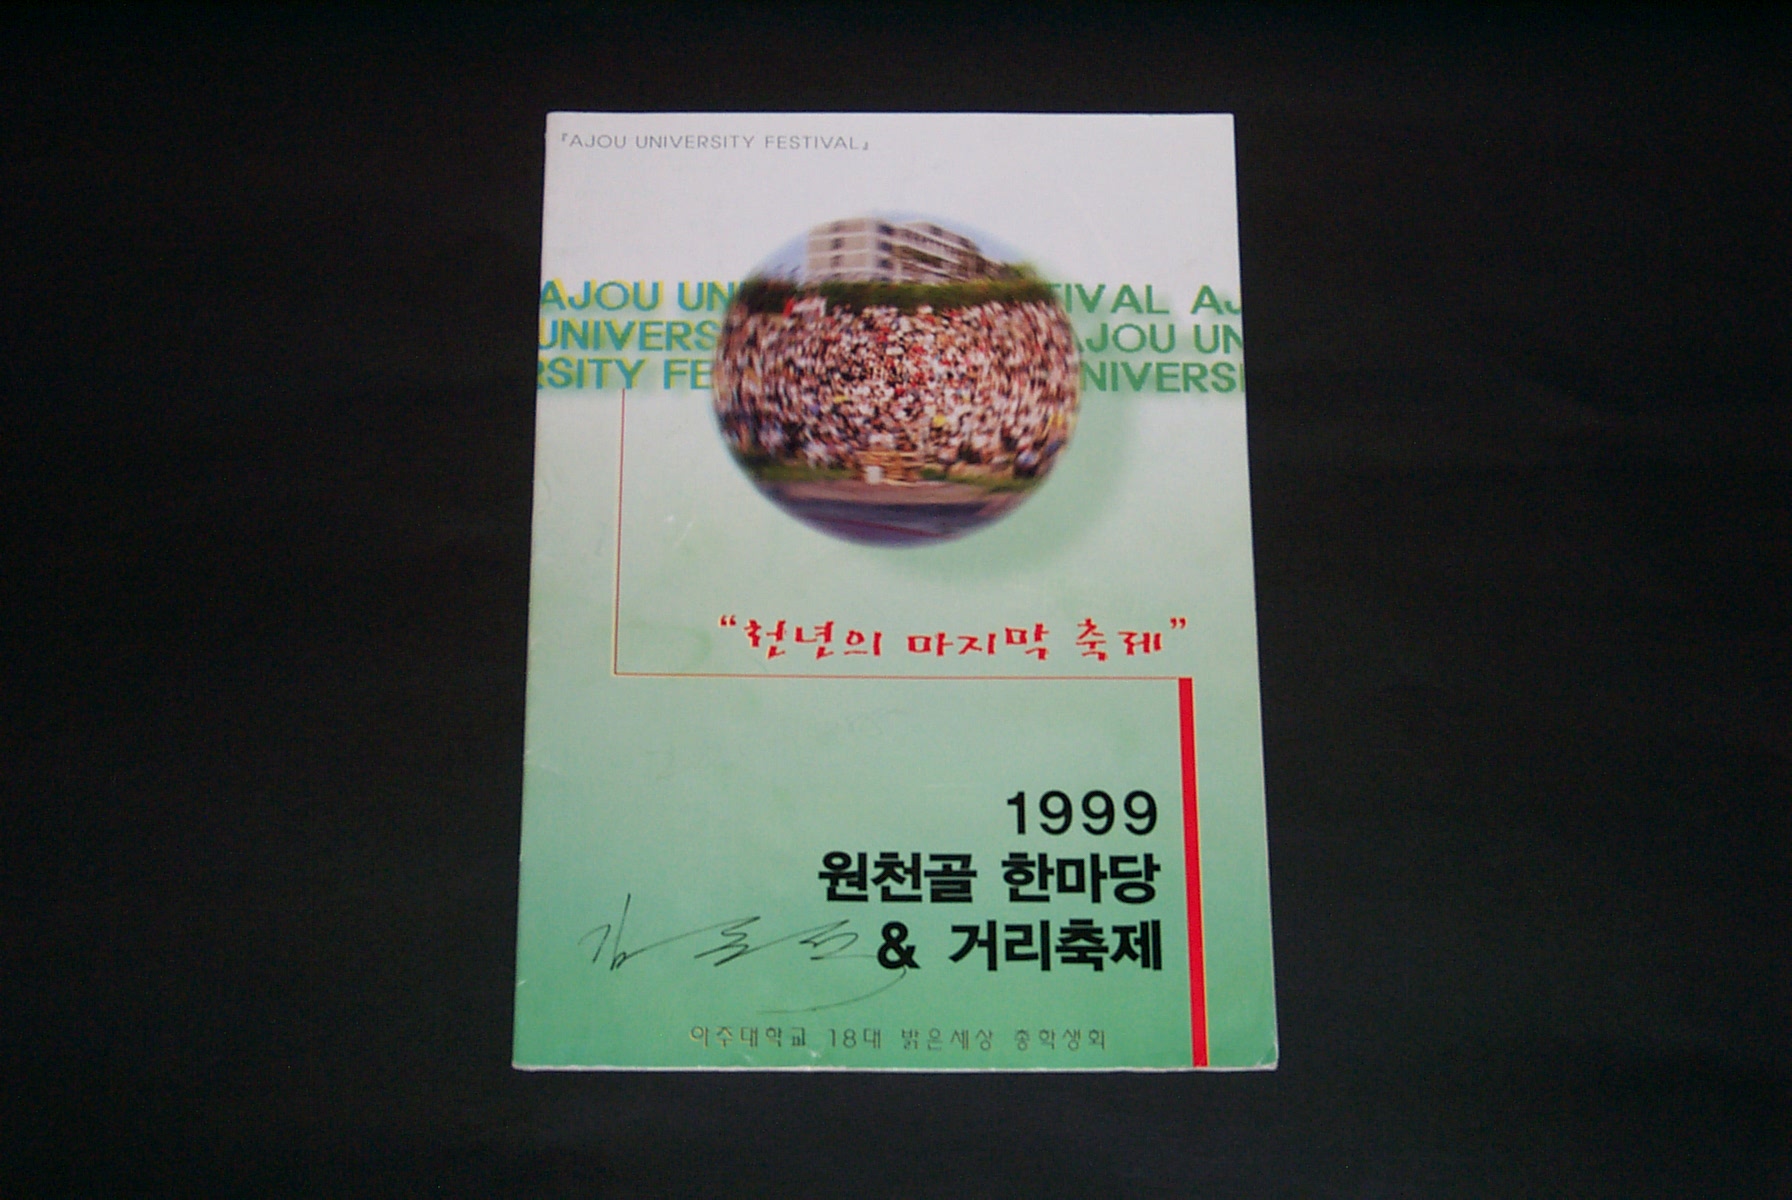 『AJOU UNIVERSITY FESTIVAL』
AJOU UN TIVAL AJ
UNIVERS AJOU UN
RSITY FE NIVERSI
“천년의 마지막 축제”
1999
원천골 한마당
& 거리축제
아주대학교 18대 밝은세상 총학생회